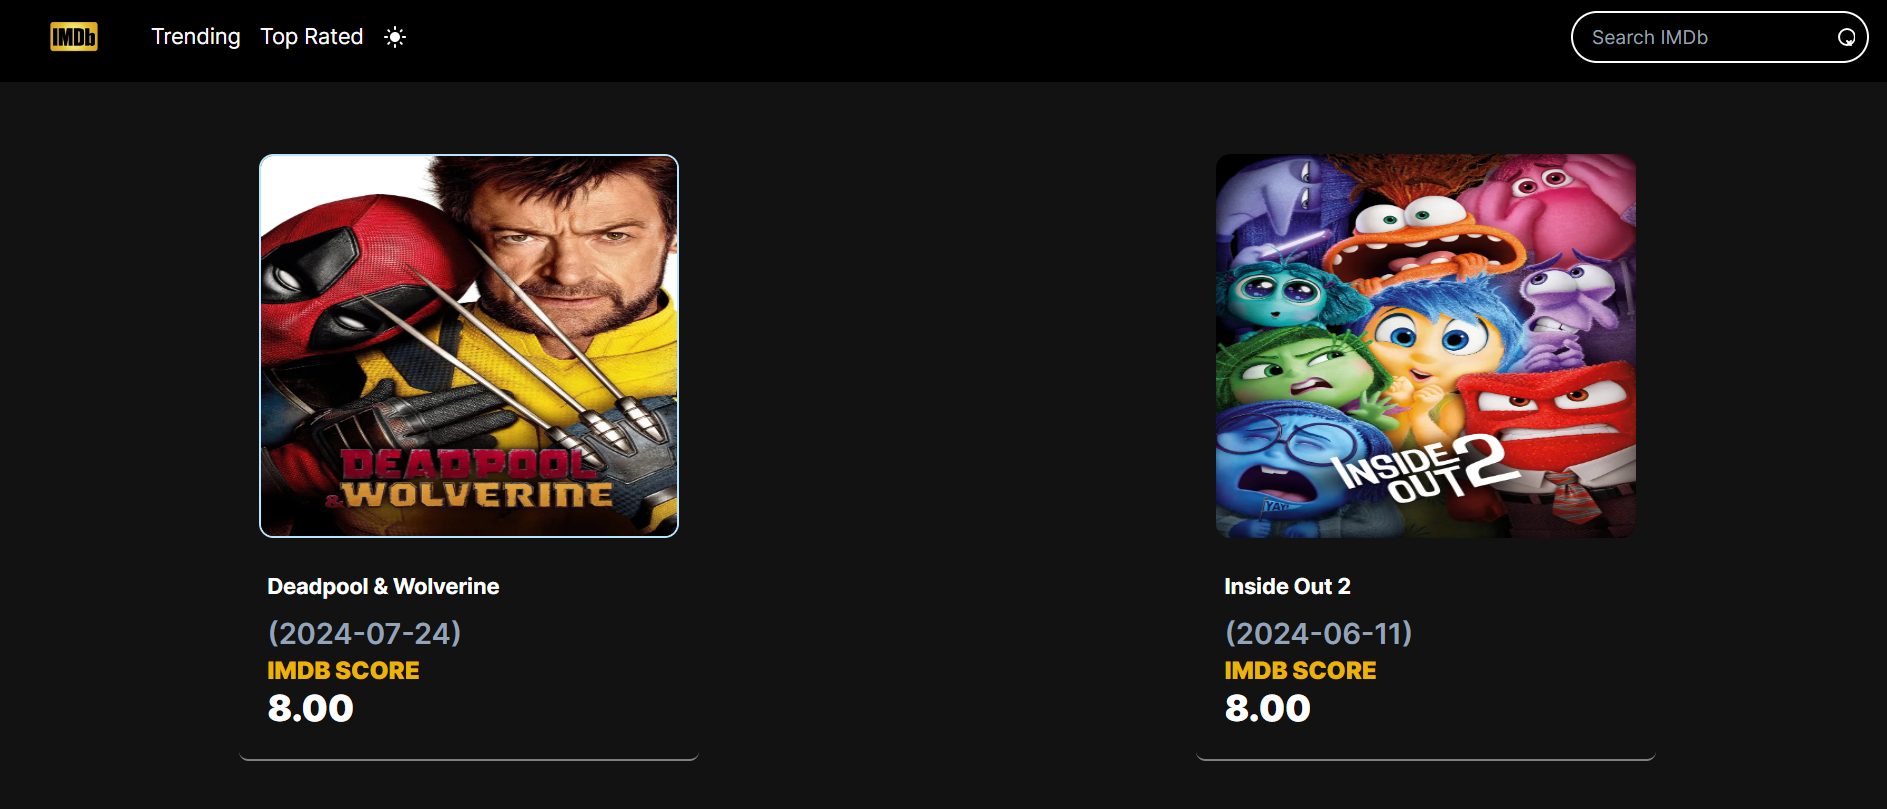 IMDb Trending Top Rated Search IMDb
DEADPOOL
&WOLVERINE
INSIDE
OUT 2
YAY!
Deadpool & Wolverine
(2024-07-24)
IMDB SCORE
8.00
Inside Out 2
(2024-06-11)
IMDB SCORE
8.00